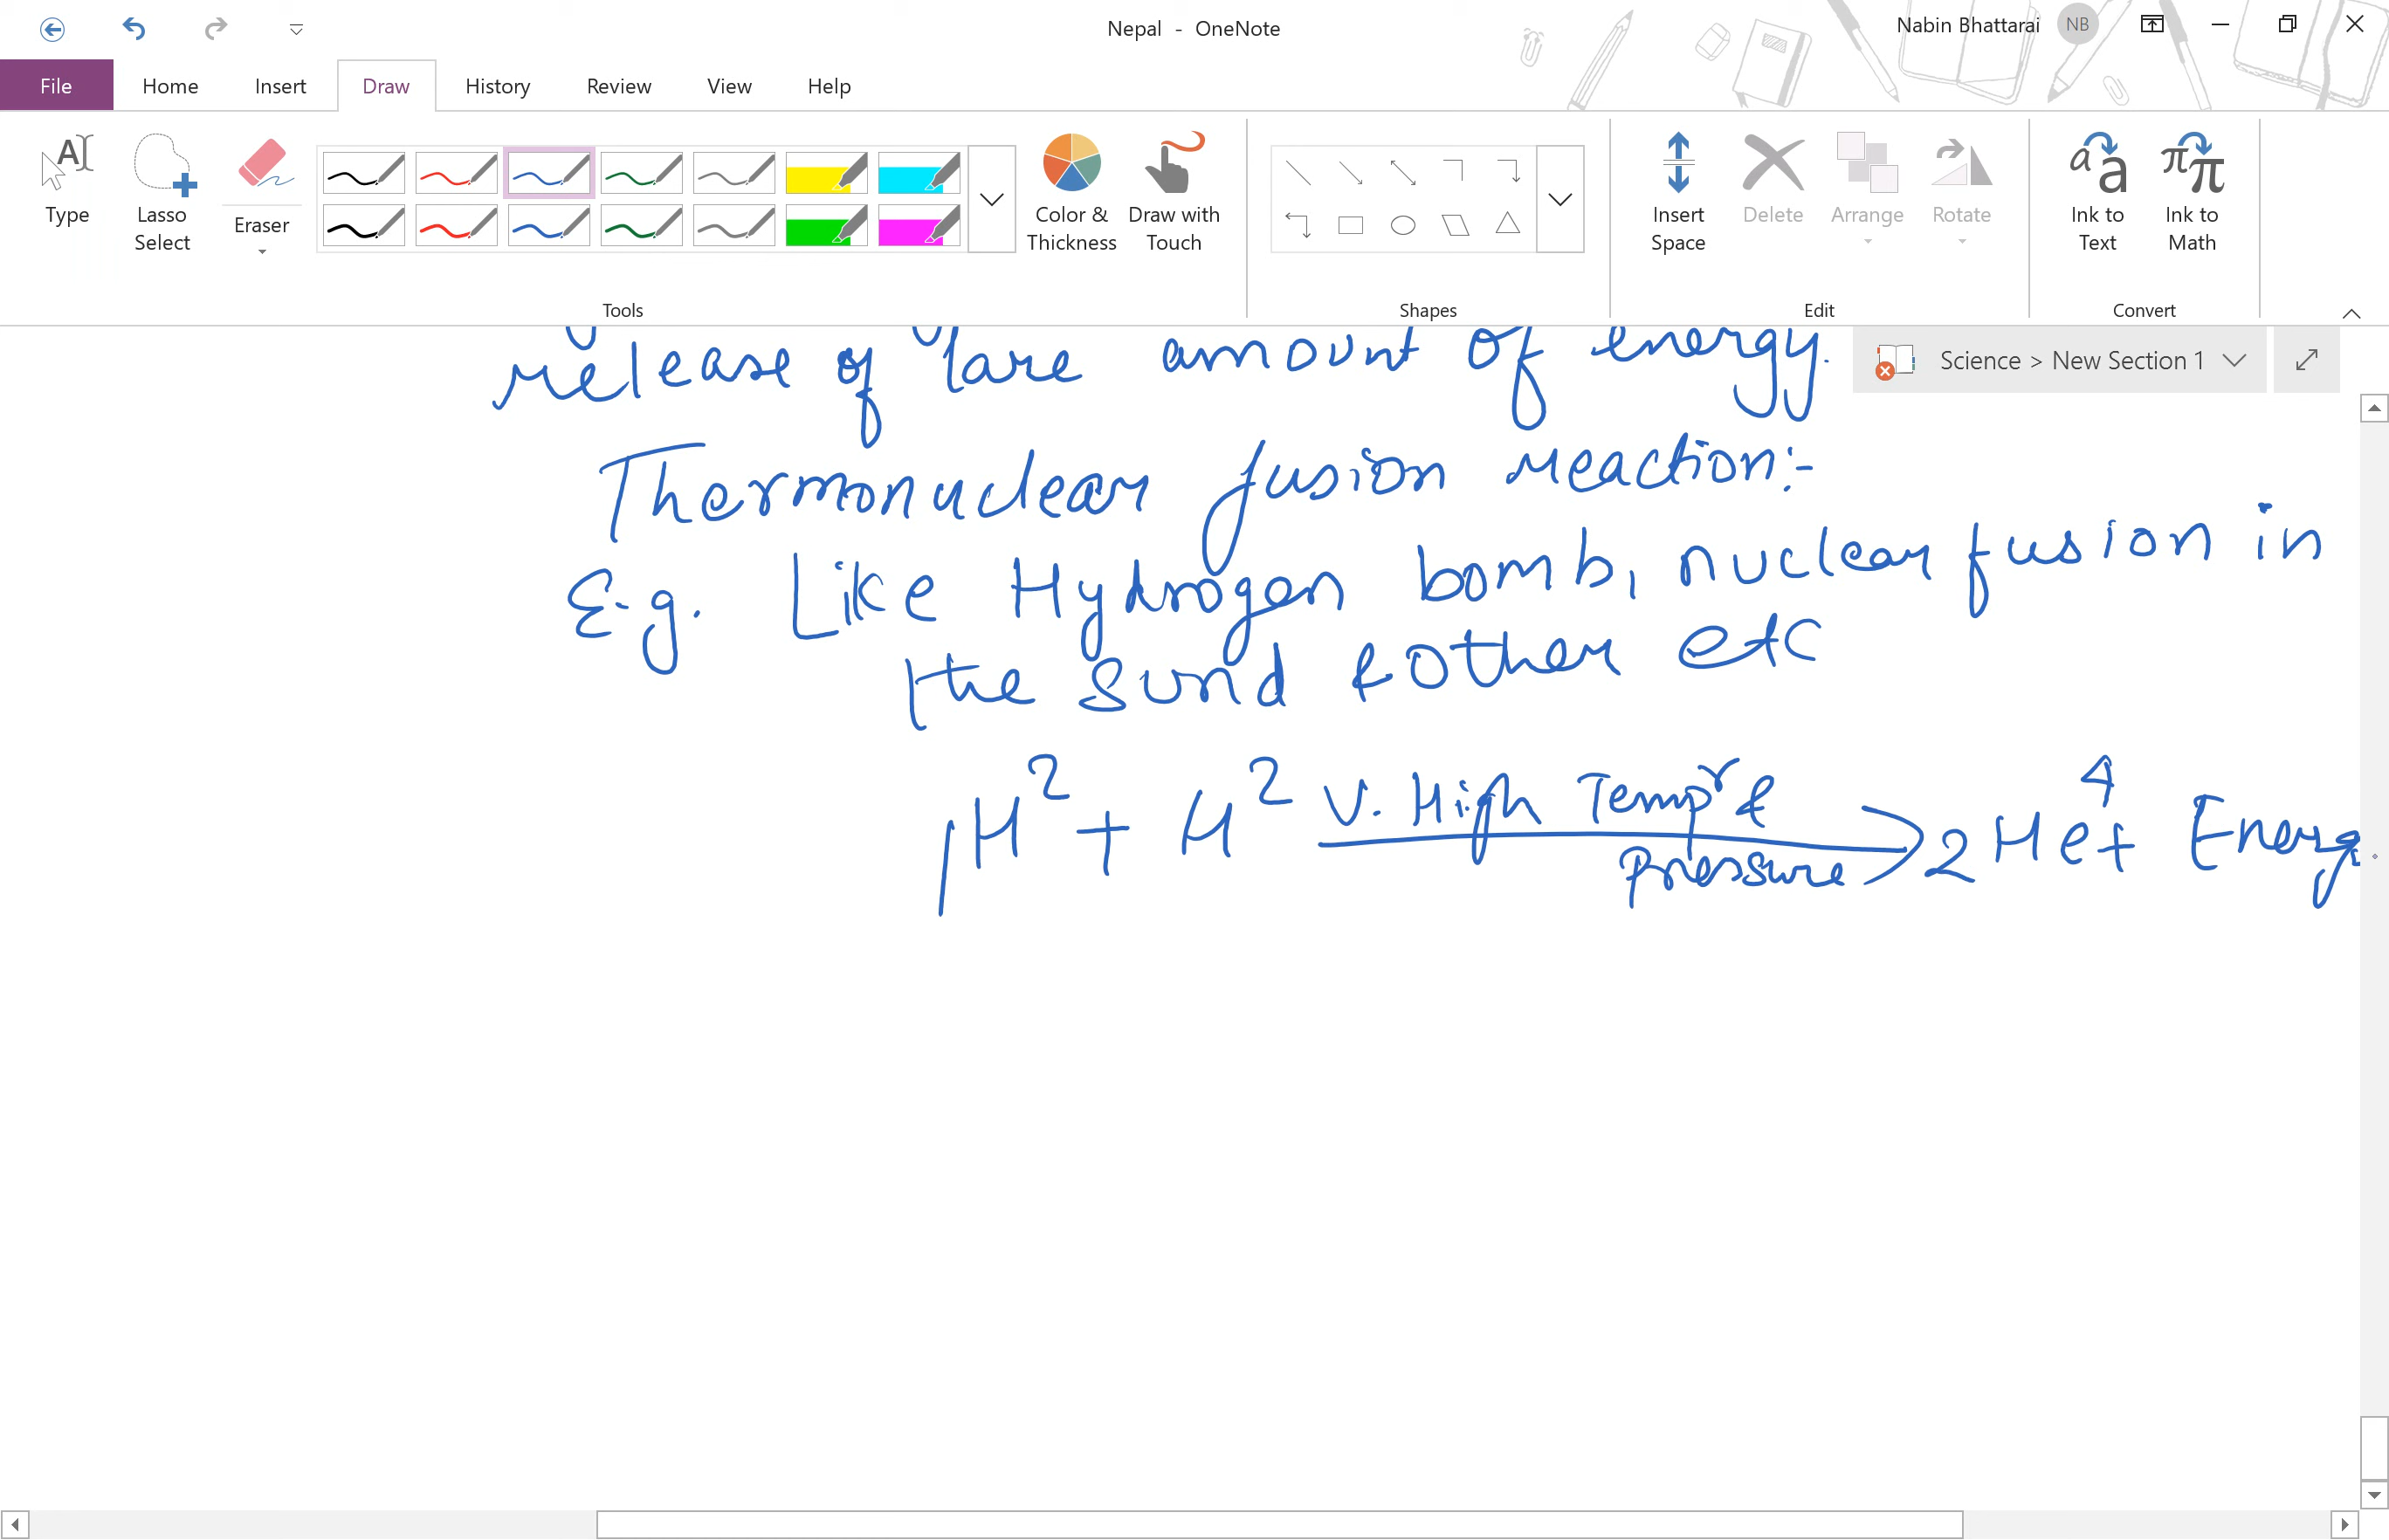 Nepal - OneNote
Nabin Bhattarai NB
File Home Insert Draw History Review View Help
Type
Lasso Select
Eraser
Color & Thickness
Draw with Touch
Insert Space
Delete
Arrange
Rotate
Ink to Text
Ink to Math
Tools Shapes Edit Convert
Science > New Section 1
release of lare amount of energy.
Thermonuclear fusion reaction:-
E.g. Like Hydrogen bomb, nuclear fusion in
the sund & other etc
₁H² + H² V. High Tempʳ & pressure → ₂He⁴ + Energ